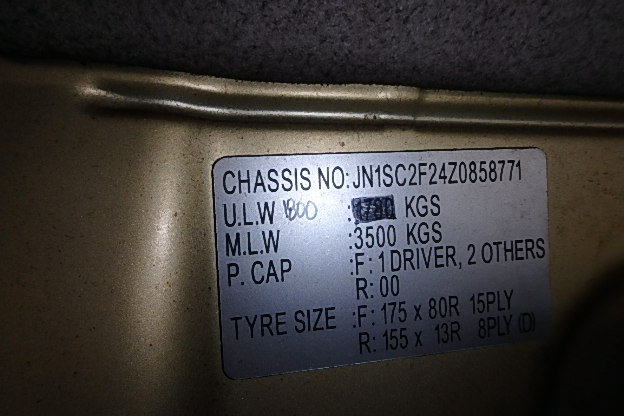 CHASSIS NO: JN1SC2F24Z0858771
U.L.W 1800 : KGS
M.L.W :3500 KGS
P. CAP :F: 1 DRIVER, 2 OTHERS
R: 00
TYRE SIZE :F: 175 x 80R 15PLY
R: 155 x 13R 8PLY (D)